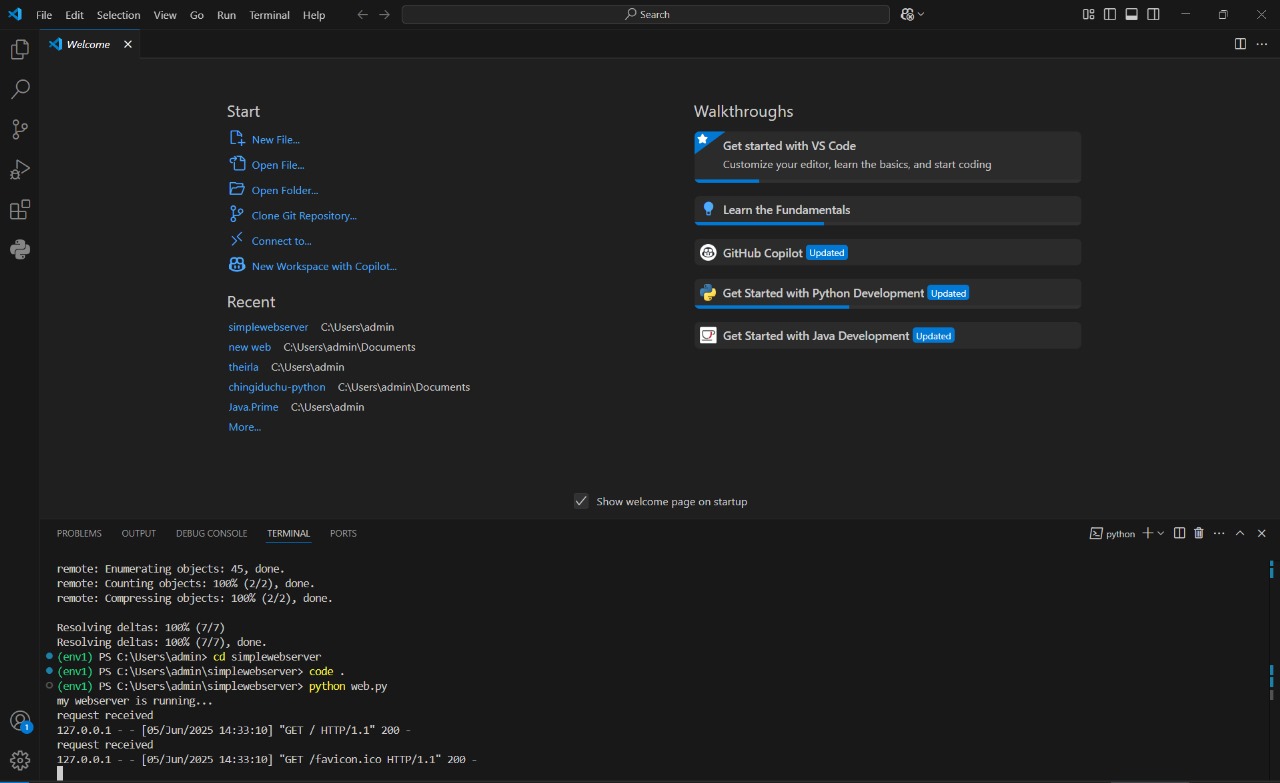 File Edit Selection View Go Run Terminal Help Search
Welcome
Start
New File...
Open File...
Open Folder...
Clone Git Repository...
Connect to...
New Workspace with Copilot...
Recent
simplewebserver C:\Users\admin
new web C:\Users\admin\Documents
theirla C:\Users\admin
chingiduchu-python C:\Users\admin\Documents
Java.Prime C:\Users\admin
More...
Walkthroughs
Get started with VS Code
Customize your editor, learn the basics, and start coding
Learn the Fundamentals
GitHub Copilot Updated
Get Started with Python Development Updated
Get Started with Java Development Updated
Show welcome page on startup
PROBLEMS OUTPUT DEBUG CONSOLE TERMINAL PORTS python
remote: Enumerating objects: 45, done.
remote: Counting objects: 100% (2/2), done.
remote: Compressing objects: 100% (2/2), done.
Resolving deltas: 100% (7/7)
Resolving deltas: 100% (7/7), done.
(env1) PS C:\Users\admin> cd simplewebserver
(env1) PS C:\Users\admin\simplewebserver> code .
(env1) PS C:\Users\admin\simplewebserver> python web.py
my webserver is running...
request received
127.0.0.1 - - [05/Jun/2025 14:33:10] "GET / HTTP/1.1" 200 -
request received
127.0.0.1 - - [05/Jun/2025 14:33:10] "GET /favicon.ico HTTP/1.1" 200 -
1